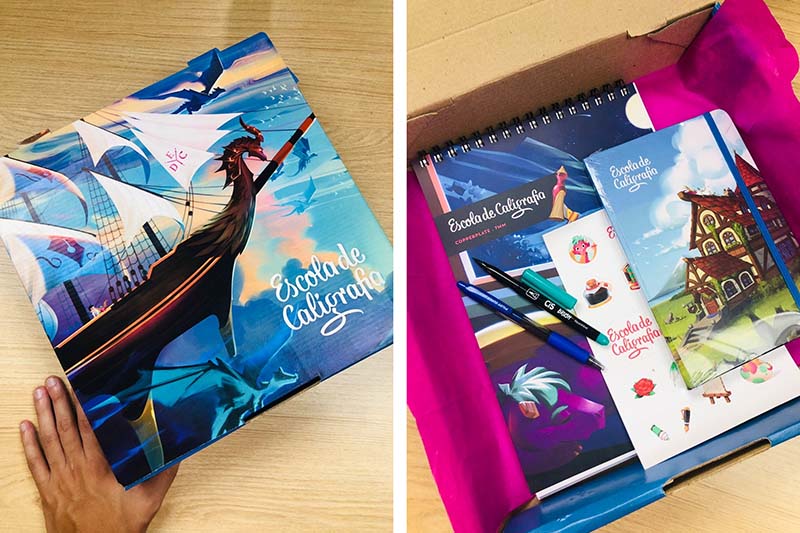 E
D C
Escola de
Caligrafia
Escola de Caligrafia
COPPERPLATE · 7MM
Escola de
Caligrafia
CiS
Escola de
Caligrafia